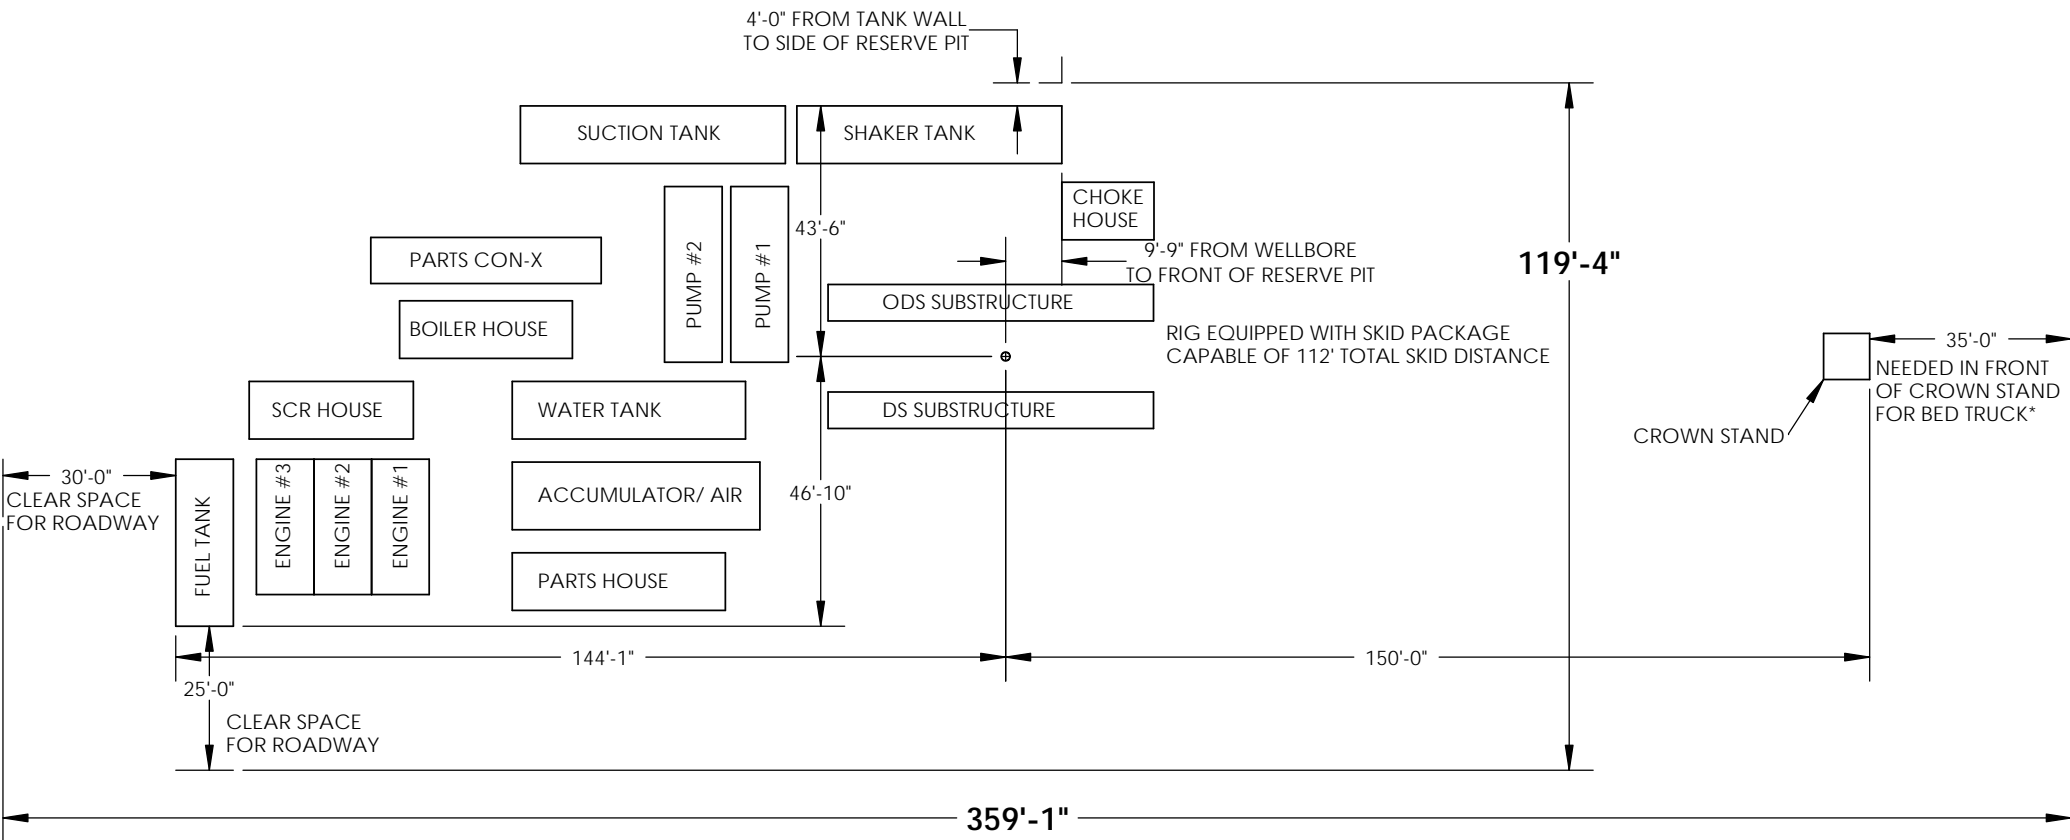 4'-0" FROM TANK WALL
TO SIDE OF RESERVE PIT
SUCTION TANK
SHAKER TANK
CHOKE
HOUSE
PUMP #2
PUMP #1
43'-6"
PARTS CON-X
9'-9" FROM WELLBORE
TO FRONT OF RESERVE PIT
119'-4"
ODS SUBSTRUCTURE
BOILER HOUSE
RIG EQUIPPED WITH SKID PACKAGE
CAPABLE OF 112' TOTAL SKID DISTANCE
35'-0"
NEEDED IN FRONT
OF CROWN STAND
FOR BED TRUCK*
CROWN STAND
SCR HOUSE
WATER TANK
DS SUBSTRUCTURE
30'-0"
CLEAR SPACE
FOR ROADWAY
FUEL TANK
ENGINE #3
ENGINE #2
ENGINE #1
ACCUMULATOR/ AIR
46'-10"
PARTS HOUSE
144'-1"
150'-0"
25'-0"
CLEAR SPACE
FOR ROADWAY
359'-1"